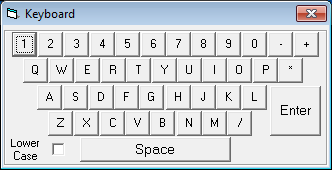 Keyboard
1 2 3 4 5 6 7 8 9 0 - +
Q W E R T Y U I O P *
A S D F G H J K L
Enter
Z X C V B N M /
Lower
Case
Space